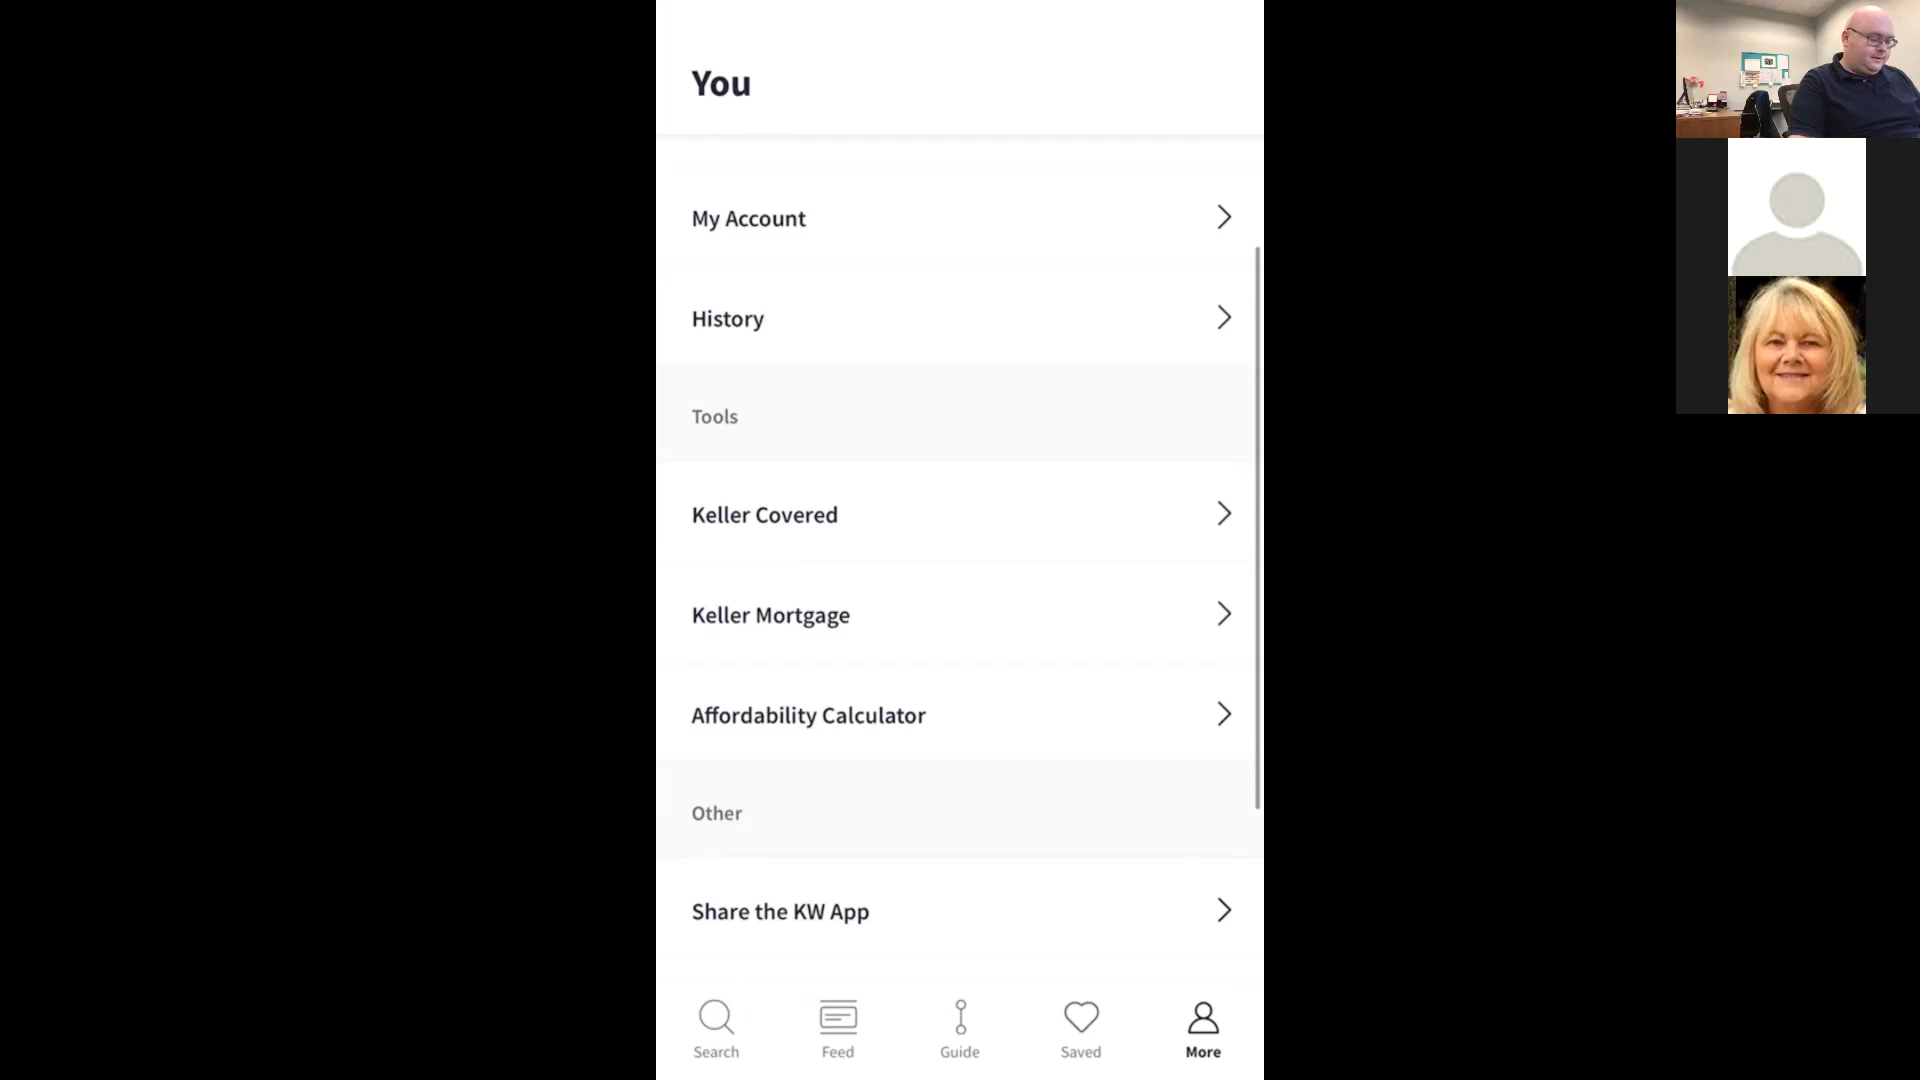 You
My Account
History
Tools
Keller Covered
Keller Mortgage
Affordability Calculator
Other
Share the KW App
Search
Feed
Guide
Saved
More